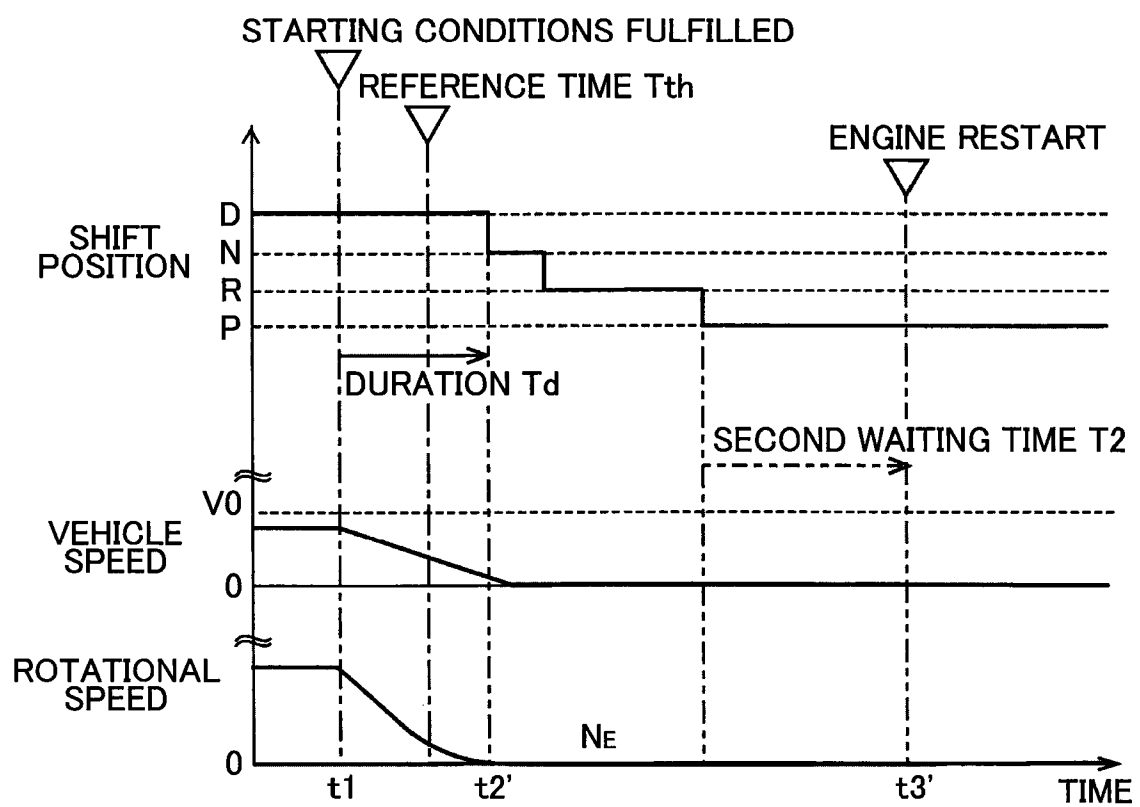 STARTING CONDITIONS FULFILLED
REFERENCE TIME Tth
ENGINE RESTART
SHIFT
POSITION
D
N
R
P
DURATION Td
SECOND WAITING TIME T2
V0
VEHICLE
SPEED
0
ROTATIONAL
SPEED
NE
0
t1
t2'
t3'
TIME